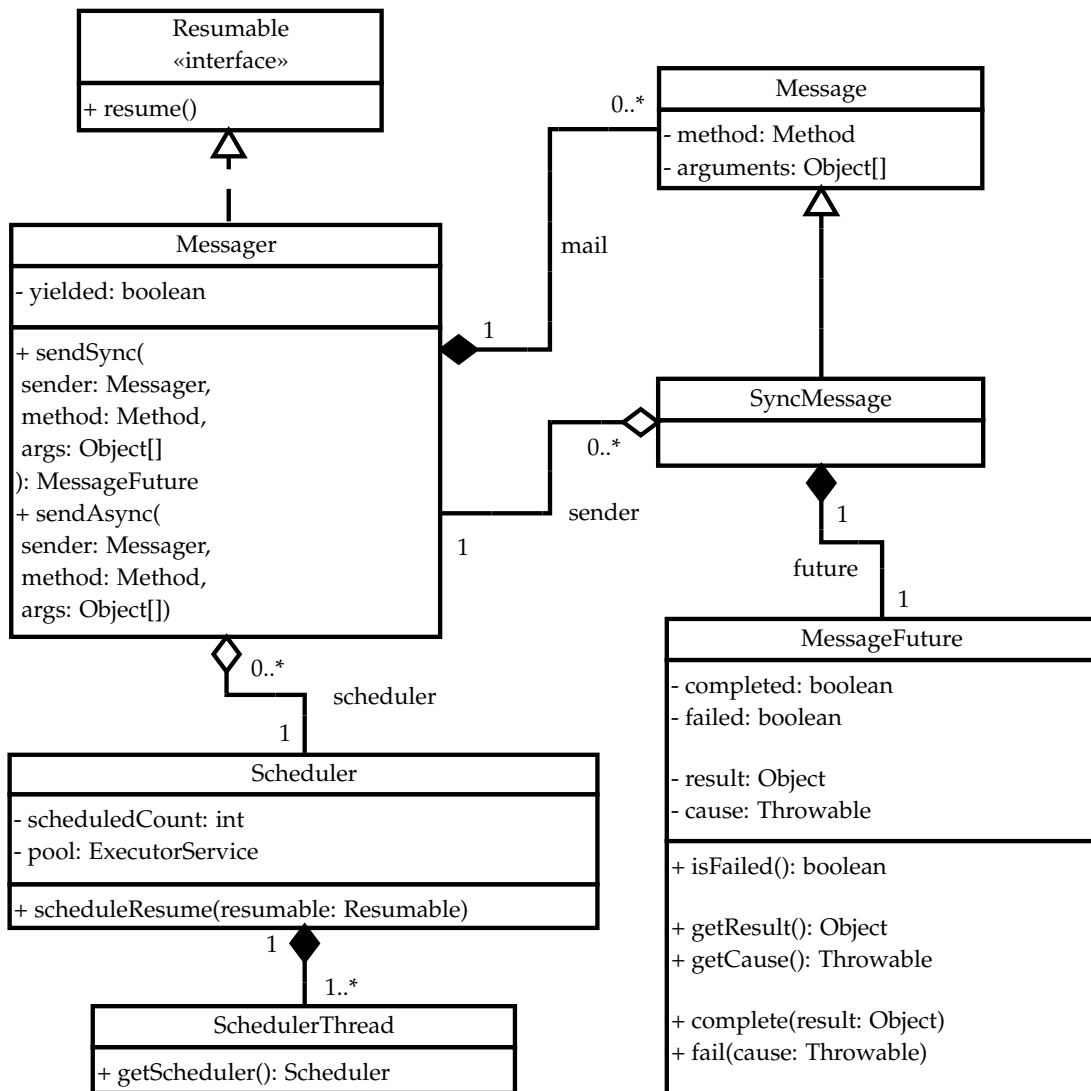 Resumable
«interface»
+ resume()
Message
- method: Method
- arguments: Object[]
0..*
mail
1
Messager
- yielded: boolean
+ sendSync(
sender: Messager,
method: Method,
args: Object[]
): MessageFuture
+ sendAsync(
sender: Messager,
method: Method,
args: Object[])
SyncMessage
0..*
sender
1
1
future
1
MessageFuture
- completed: boolean
- failed: boolean
- result: Object
- cause: Throwable
+ isFailed(): boolean
+ getResult(): Object
+ getCause(): Throwable
+ complete(result: Object)
+ fail(cause: Throwable)
0..*
scheduler
1
Scheduler
- scheduledCount: int
- pool: ExecutorService
+ scheduleResume(resumable: Resumable)
1
1..*
SchedulerThread
+ getScheduler(): Scheduler